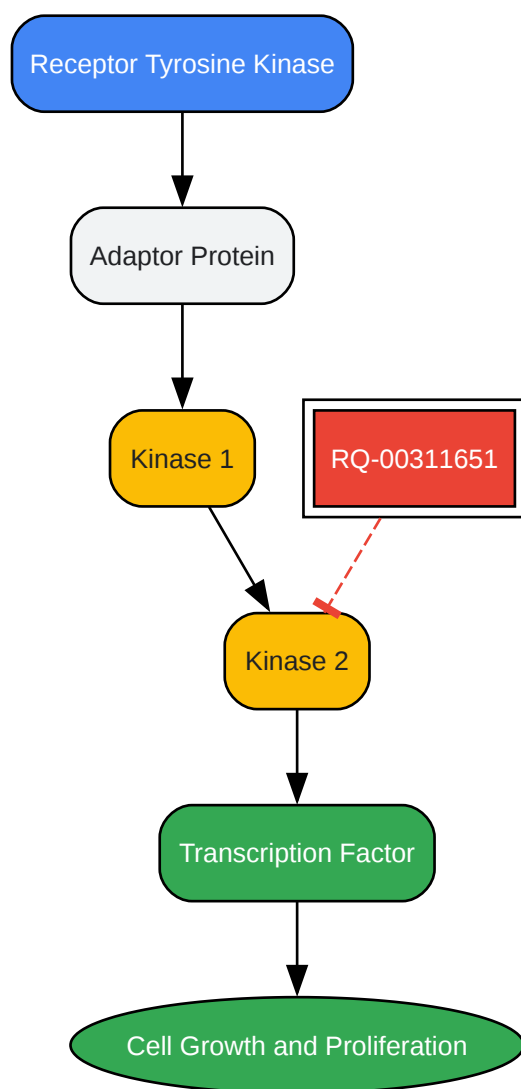 Receptor Tyrosine Kinase
Adaptor Protein
Kinase 1
RQ-00311651
Kinase 2
Transcription Factor
Cell Growth and Proliferation